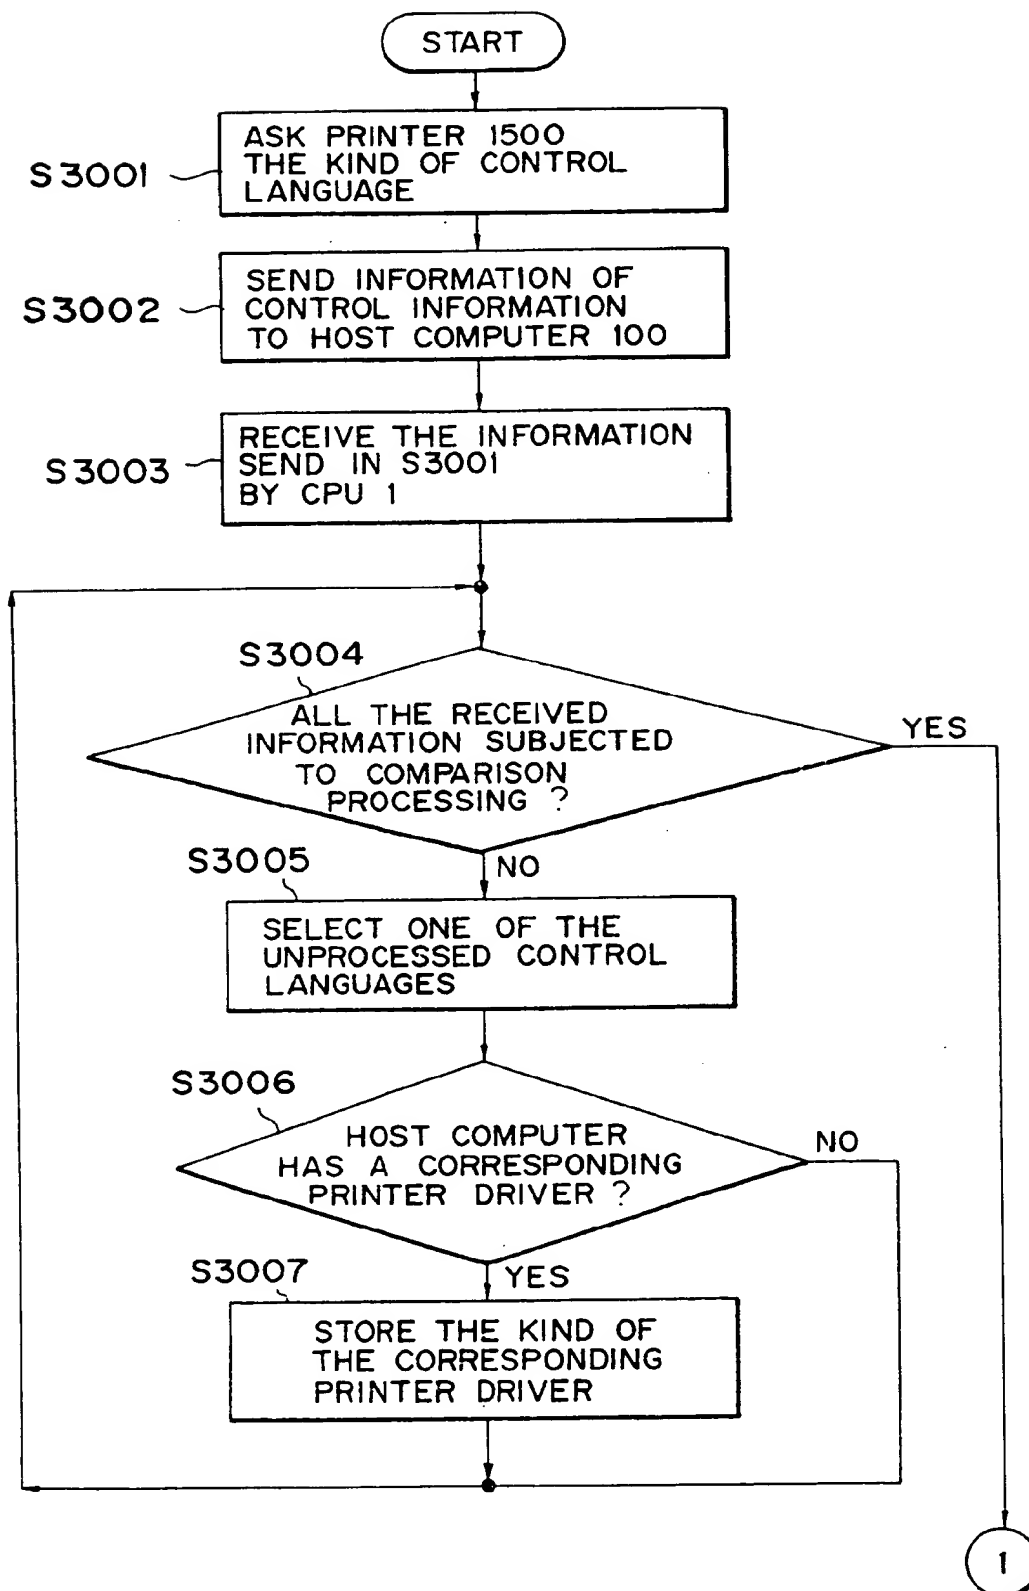 START
S3001
ASK PRINTER 1500
THE KIND OF CONTROL
LANGUAGE
S3002
SEND INFORMATION OF
CONTROL INFORMATION
TO HOST COMPUTER 100
S3003
RECEIVE THE INFORMATION
SEND IN S3001
BY CPU 1
S3004
ALL THE RECEIVED
INFORMATION SUBJECTED
TO COMPARISON
PROCESSING ?
YES
NO
S3005
SELECT ONE OF THE
UNPROCESSED CONTROL
LANGUAGES
S3006
HOST COMPUTER
HAS A CORRESPONDING
PRINTER DRIVER ?
NO
YES
S3007
STORE THE KIND OF
THE CORRESPONDING
PRINTER DRIVER
1